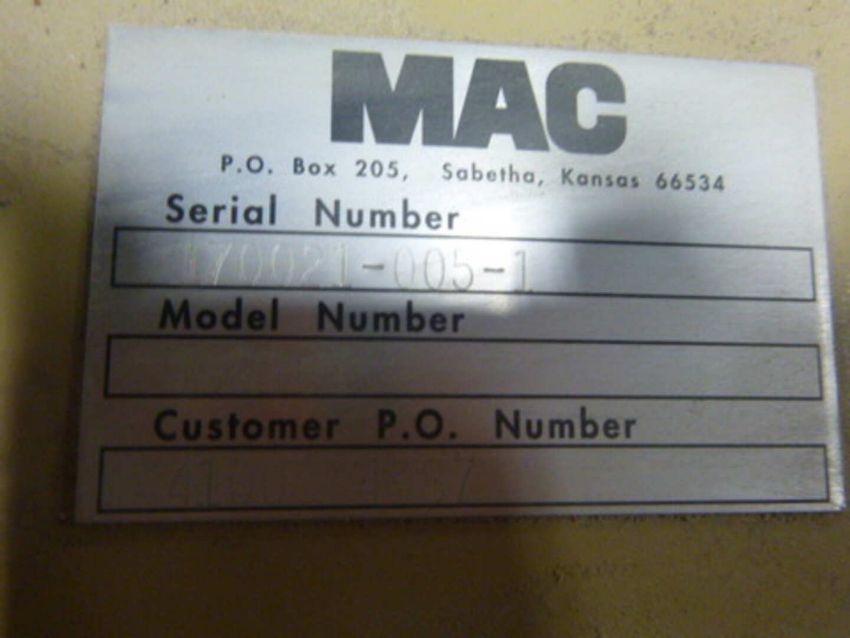 MAC
P.O. Box 205, Sabetha, Kansas 66534
Serial Number
170021-005-1
Model Number
Customer P.O. Number